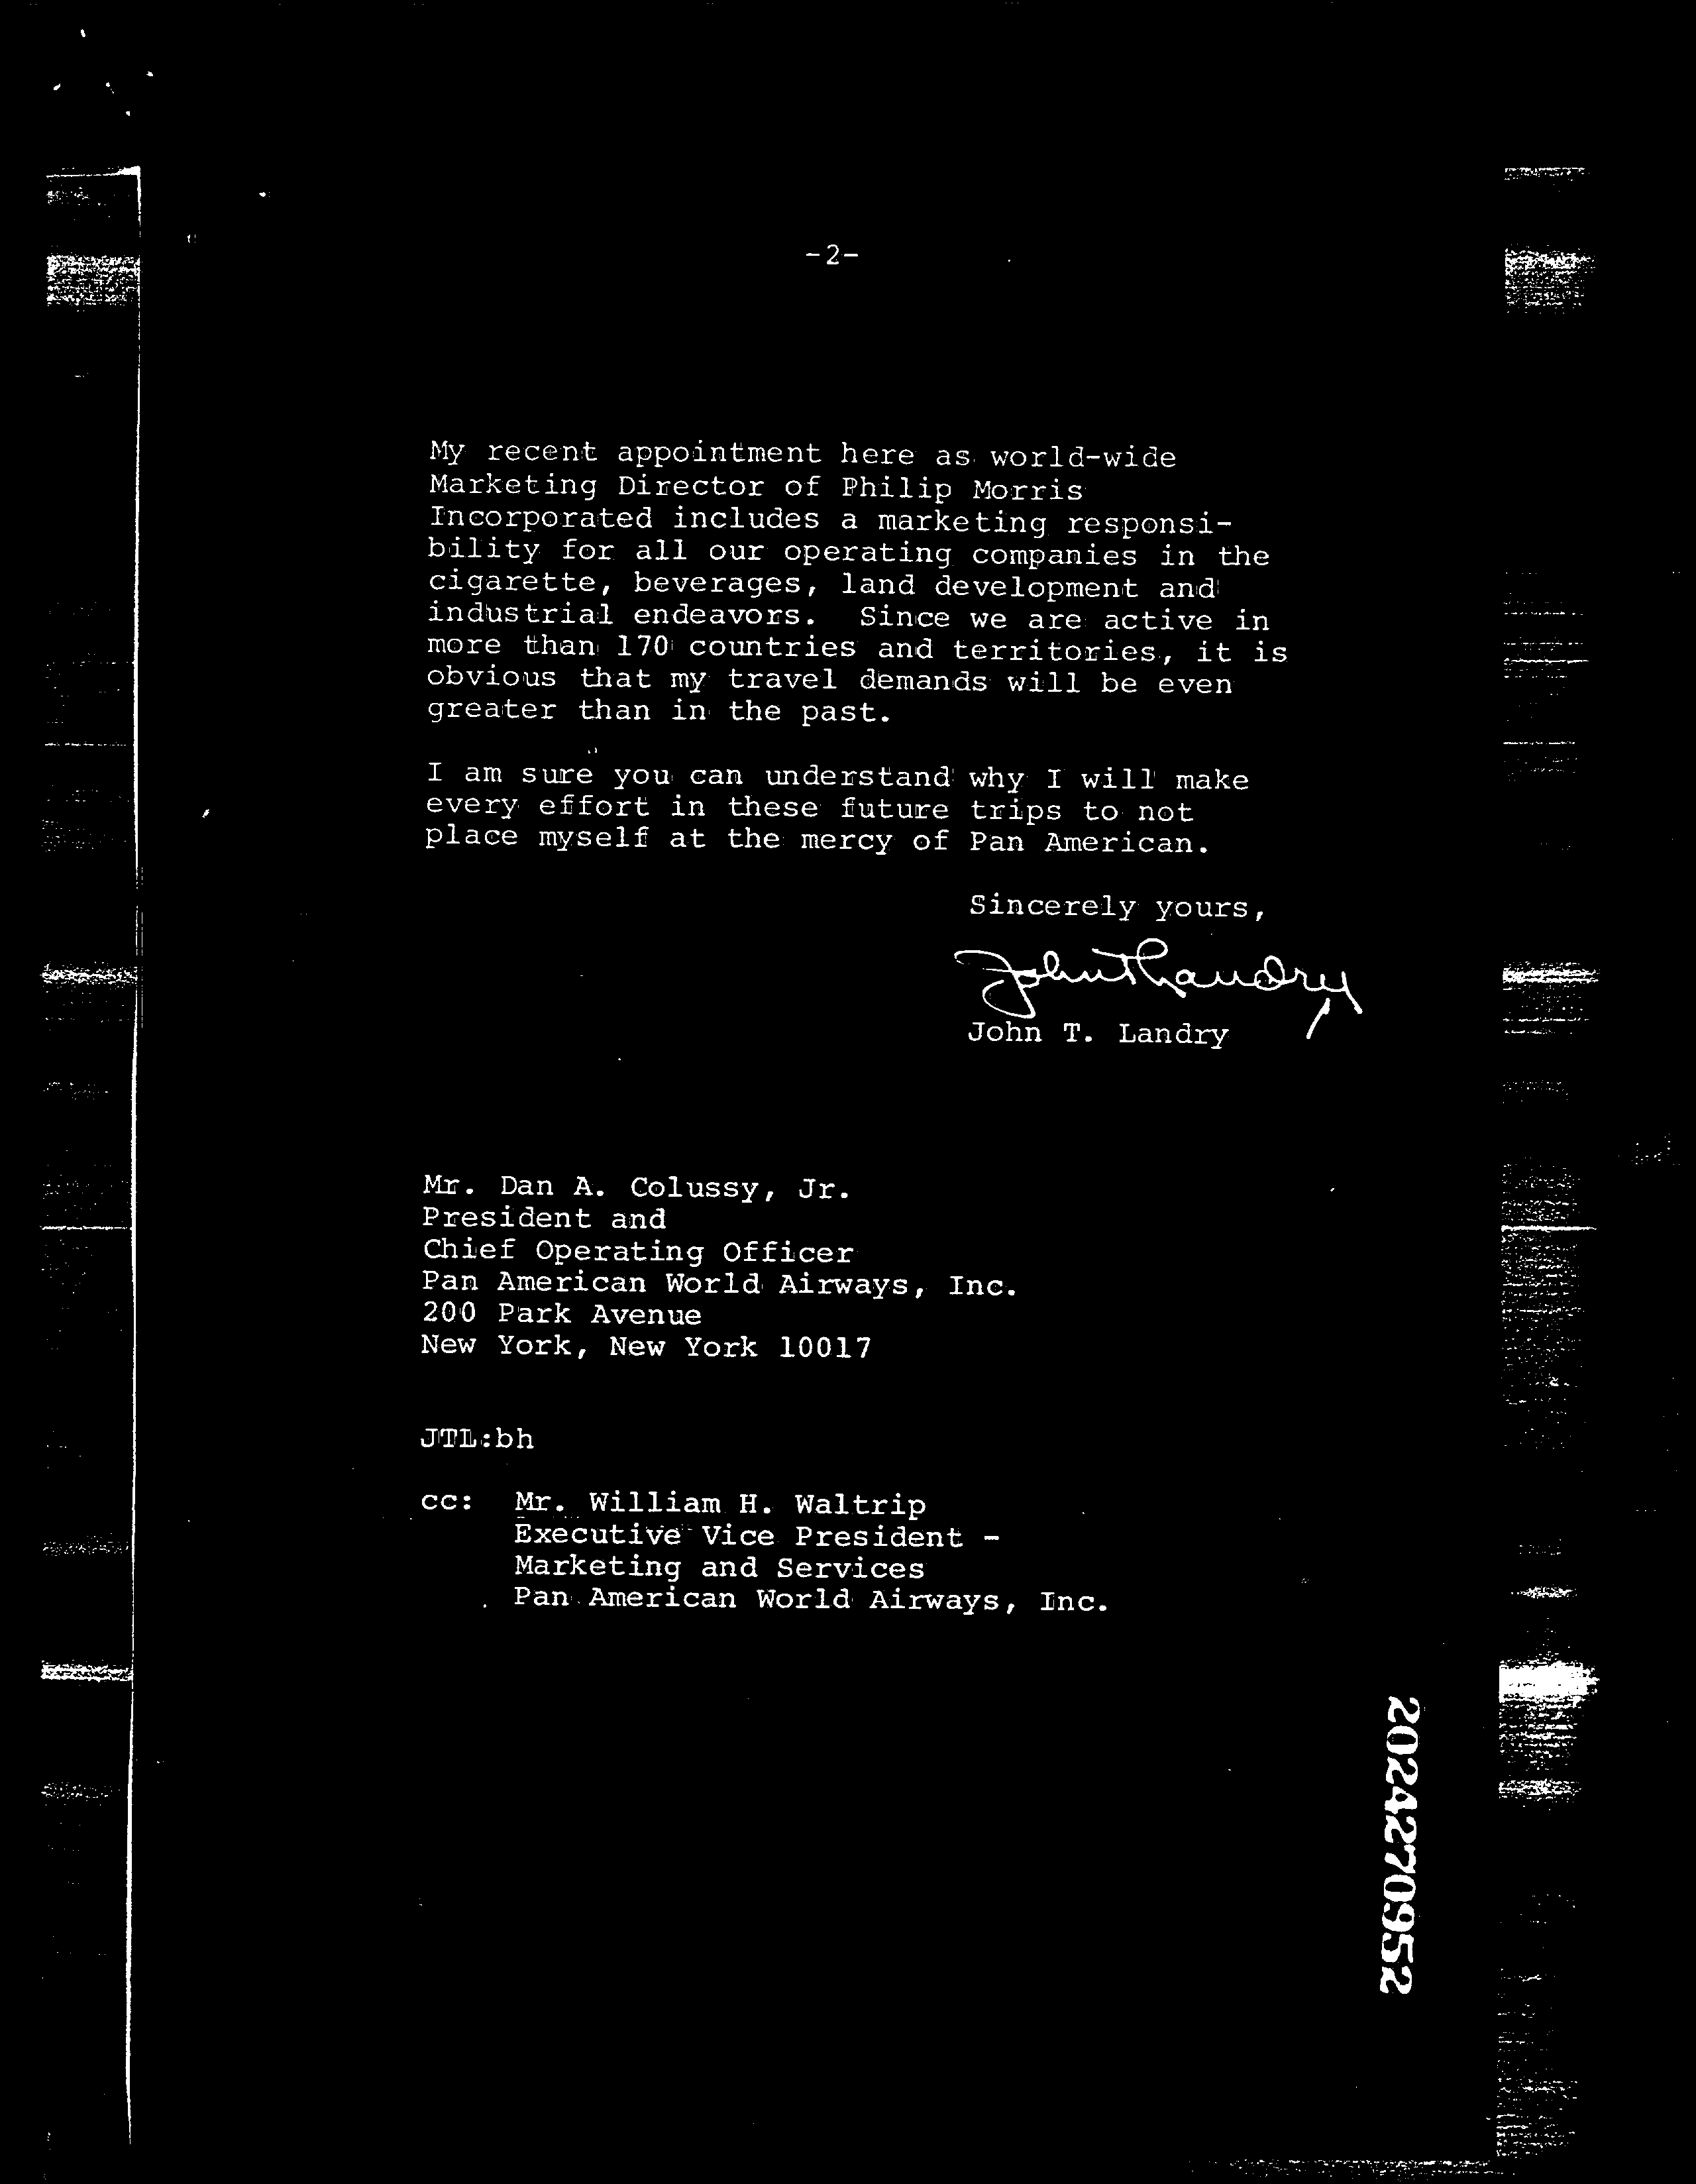 -2-
My recent appointment here as world-wide
Marketing Director of Philip Morris
Incorporated includes a marketing responsi-
bility for all our operating companies in the
cigarette, beverages, land development and
industrial endeavors. Since we are active in
more than 170 countries and territories, it is
obvious that my travel demands will be even
greater than in the past.
I am sure you can understand why I will make
every effort in these future trips to not
place myself at the mercy of Pan American.
Sincerely yours,
John T Landry
John T. Landry
Mr. Dan A. Colussy, Jr.
President and
Chief Operating Officer
Pan American World Airways, Inc.
200 Park Avenue
New York, New York 10017
JTL:bh
cc: Mr. William H. Waltrip
Executive Vice President -
Marketing and Services
Pan American World Airways, Inc.
2024270952